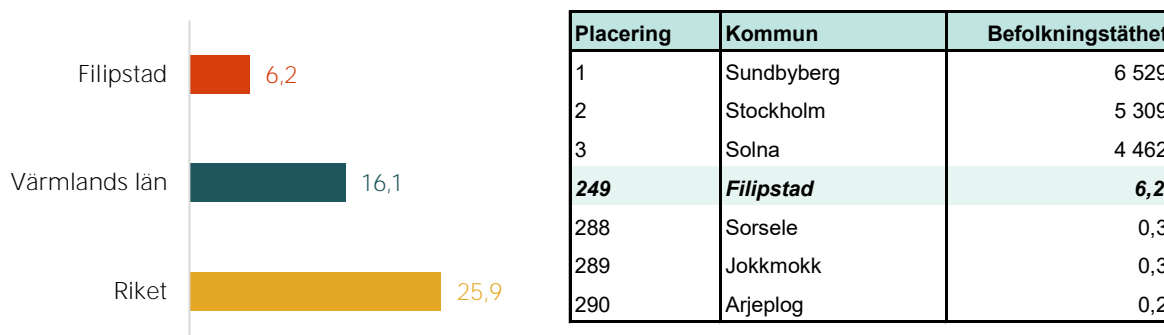 Filipstad 6,2
Värmlands län 16,1
Riket 25,9
Placering Kommun Befolkningstäthet
1 Sundbyberg 6 529
2 Stockholm 5 309
3 Solna 4 462
249 Filipstad 6,2
288 Sorsele 0,3
289 Jokkmokk 0,3
290 Arjeplog 0,2